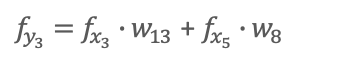 f_{y_3} = f_{x_3} · w_{13} + f_{x_5} · w_8